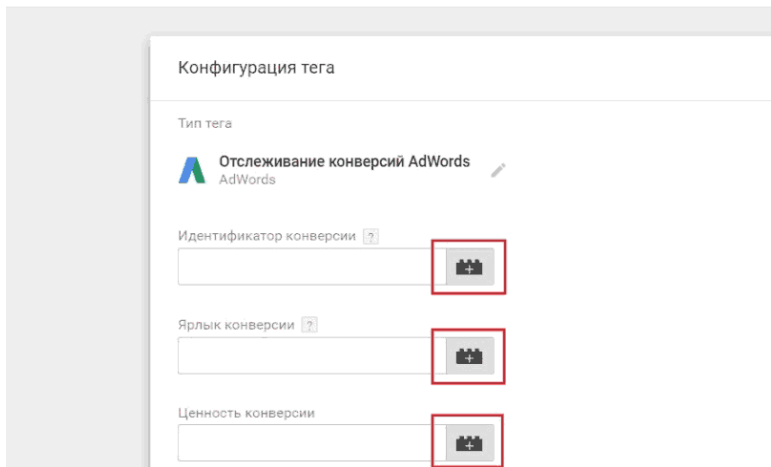 Конфигурация тега
Тип тега
Отслеживание конверсий AdWords
AdWords
Идентификатор конверсии ?
Ярлык конверсии ?
Ценность конверсии